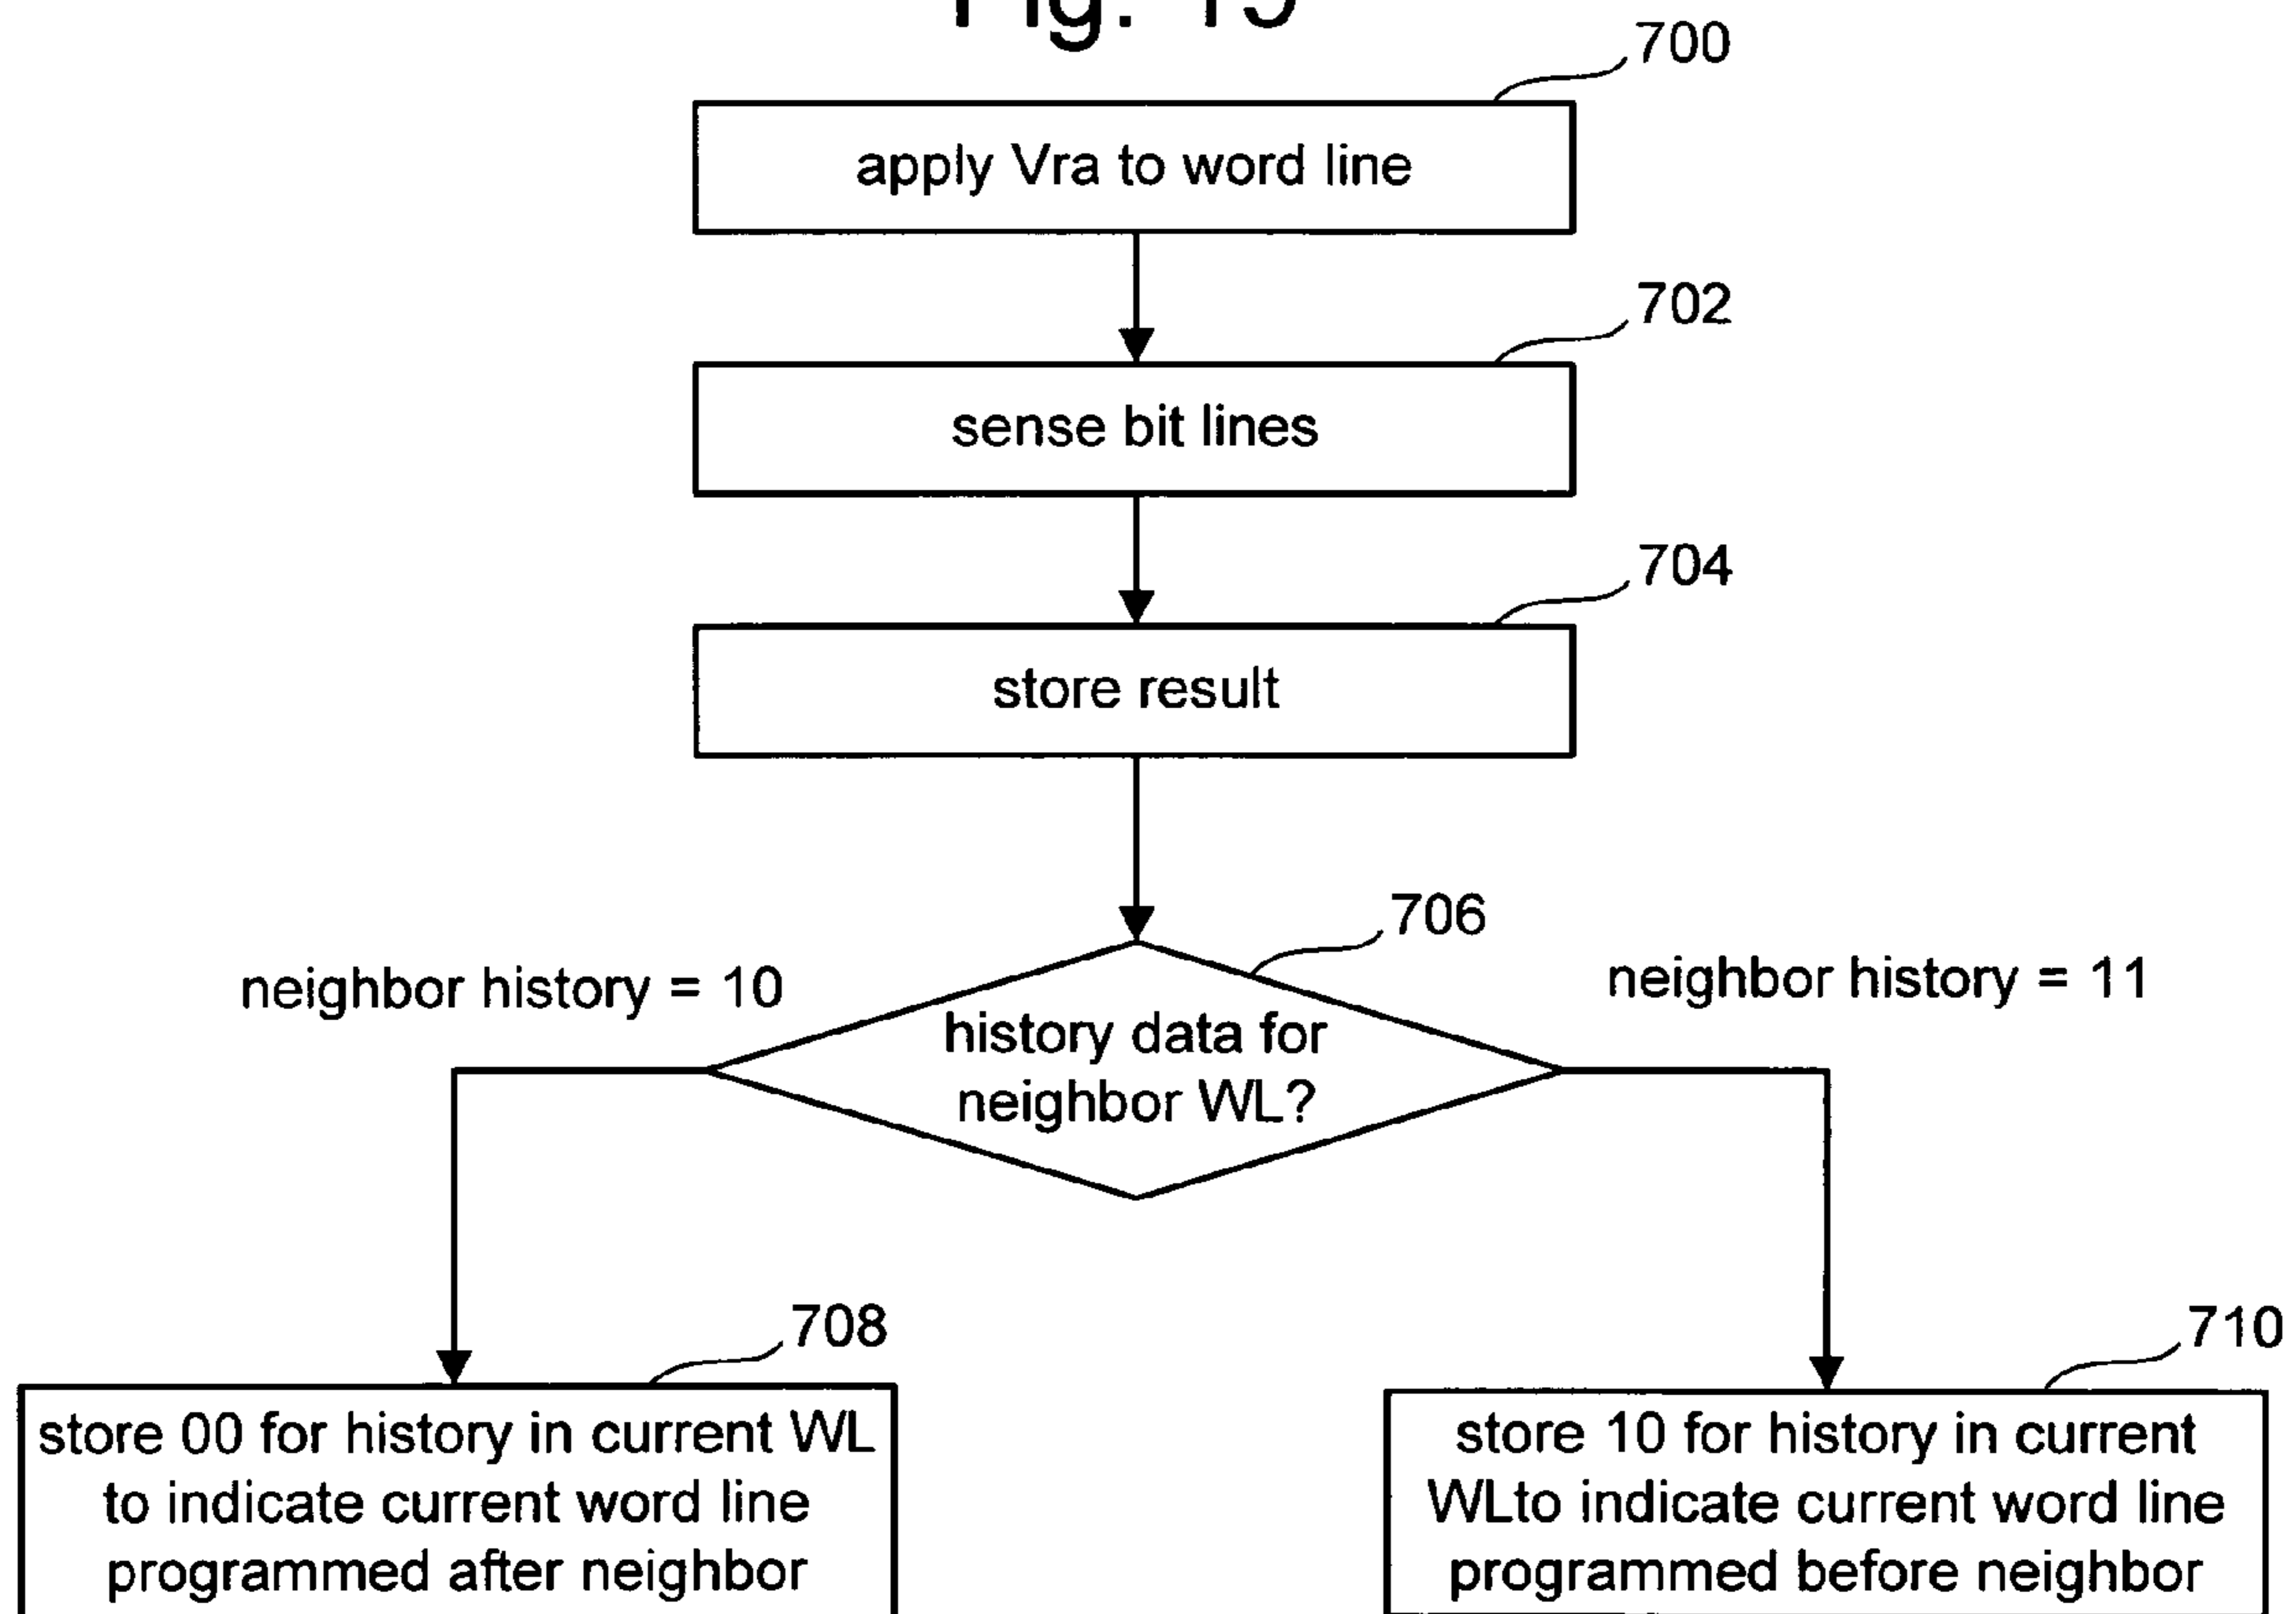 700
apply Vra to word line
702
sense bit lines
704
store result
706
neighbor history = 10
neighbor history = 11
history data for
neighbor WL?
708
710
store 00 for history in current WL
to indicate current word line
programmed after neighbor
store 10 for history in current
WLto indicate current word line
programmed before neighbor